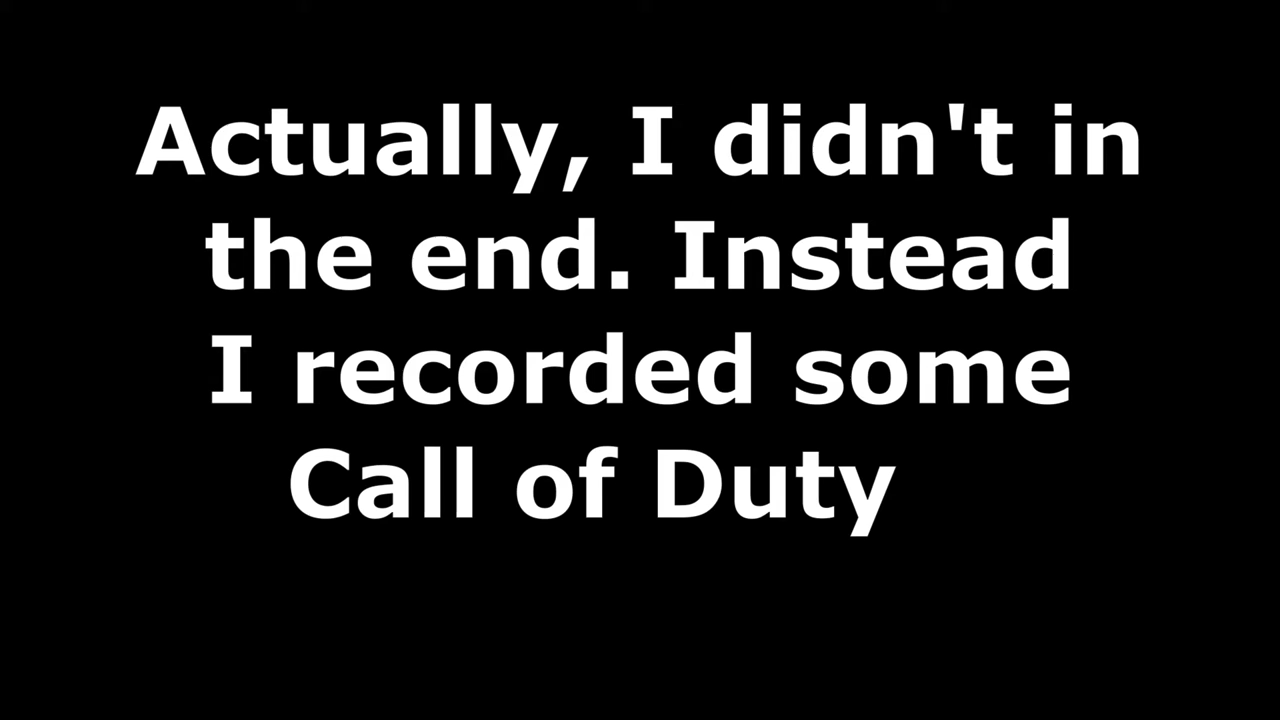 Actually, I didn't in
the end. Instead
I recorded some
Call of Duty